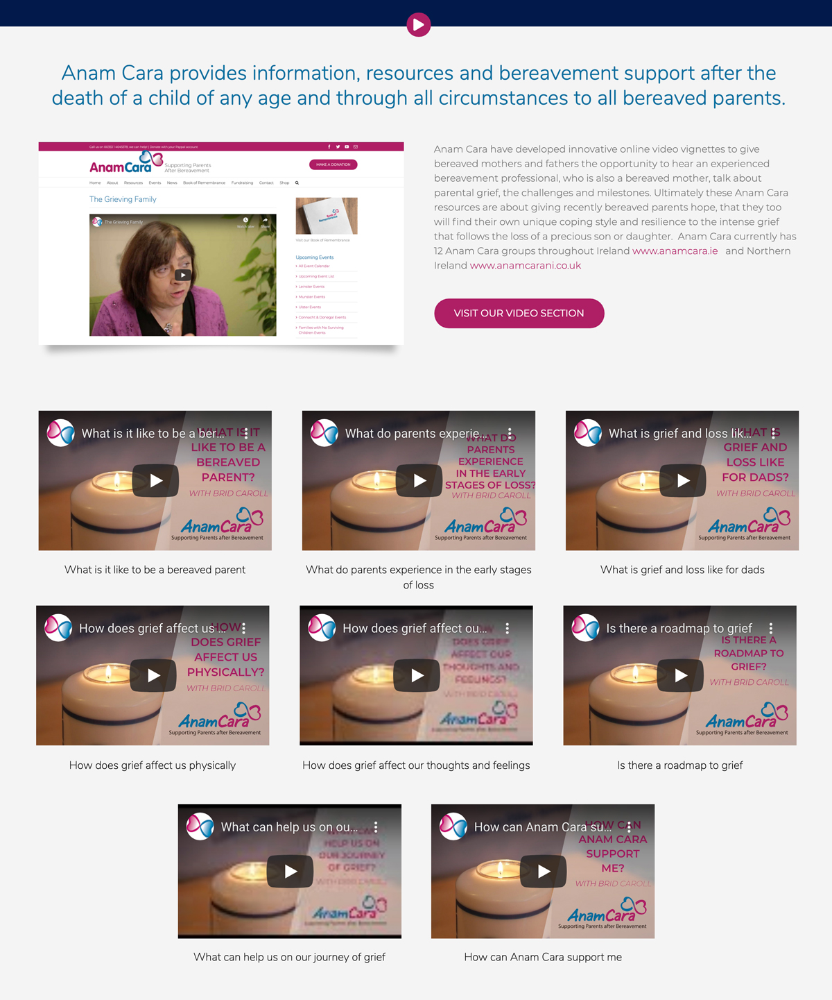 Anam Cara provides information, resources and bereavement support after the
death of a child of any age and through all circumstances to all bereaved parents.
Call us on 00353 1 4045378, we can help! | Donate with your Paypal account
AnamCara
Supporting Parents
After Bereavement
MAKE A DONATION
Home About Resources Events News Book of Remembrance Fundraising Contact Shop
The Grieving Family
The Grieving Family
Watch later
Share
Book of
Remembrance
Visit our Book of Remembrance
Upcoming Events
All Event Calendar
Upcoming Event List
Leinster Events
Munster Events
Ulster Events
Connacht & Donegal Events
Families with No Surviving
Children Events
Anam Cara have developed innovative online video vignettes to give
bereaved mothers and fathers the opportunity to hear an experienced
bereavement professional, who is also a bereaved mother, talk about
parental grief, the challenges and milestones. Ultimately these Anam Cara
resources are about giving recently bereaved parents hope, that they too
will find their own unique coping style and resilience to the intense grief
that follows the loss of a precious son or daughter. Anam Cara currently has
12 Anam Cara groups throughout Ireland www.anamcara.ie and Northern
Ireland www.anamcarani.co.uk
VISIT OUR VIDEO SECTION
What is it like to be a ber...
WHAT IS IT
LIKE TO BE A
BEREAVED
PARENT?
WITH BRID CAROLL
AnamCara
Supporting Parents after Bereavement
What is it like to be a bereaved parent
What do parents experie...
WHAT DO
PARENTS
EXPERIENCE
IN THE EARLY
STAGES OF LOSS?
WITH BRID CAROLL
AnamCara
Supporting Parents after Bereavement
What do parents experience in the early stages
of loss
What is grief and loss lik...
WHAT IS
GRIEF AND
LOSS LIKE
FOR DADS?
WITH BRID CAROLL
AnamCara
Supporting Parents after Bereavement
What is grief and loss like for dads
How does grief affect us ...
HOW
DOES GRIEF
AFFECT US
PHYSICALLY?
WITH BRID CAROLL
AnamCara
Supporting Parents after Bereavement
How does grief affect us physically
How does grief affect ou...
DOES GRIEF
AFFECT OUR
THOUGHTS AND
FEELINGS?
WITH BRID CAROLL
AnamCara
How does grief affect our thoughts and feelings
Is there a roadmap to grief
IS THERE A
ROADMAP TO
GRIEF?
WITH BRID CAROLL
AnamCara
Supporting Parents after Bereavement
Is there a roadmap to grief
What can help us on ou...
HELP US ON
OUR JOURNEY
OF GRIEF?
WITH BRID CAROLL
AnamCara
What can help us on our journey of grief
How can Anam Cara su...
HOW CAN
ANAM CARA
SUPPORT
ME?
WITH BRID CAROLL
AnamCara
Supporting Parents after Bereavement
How can Anam Cara support me